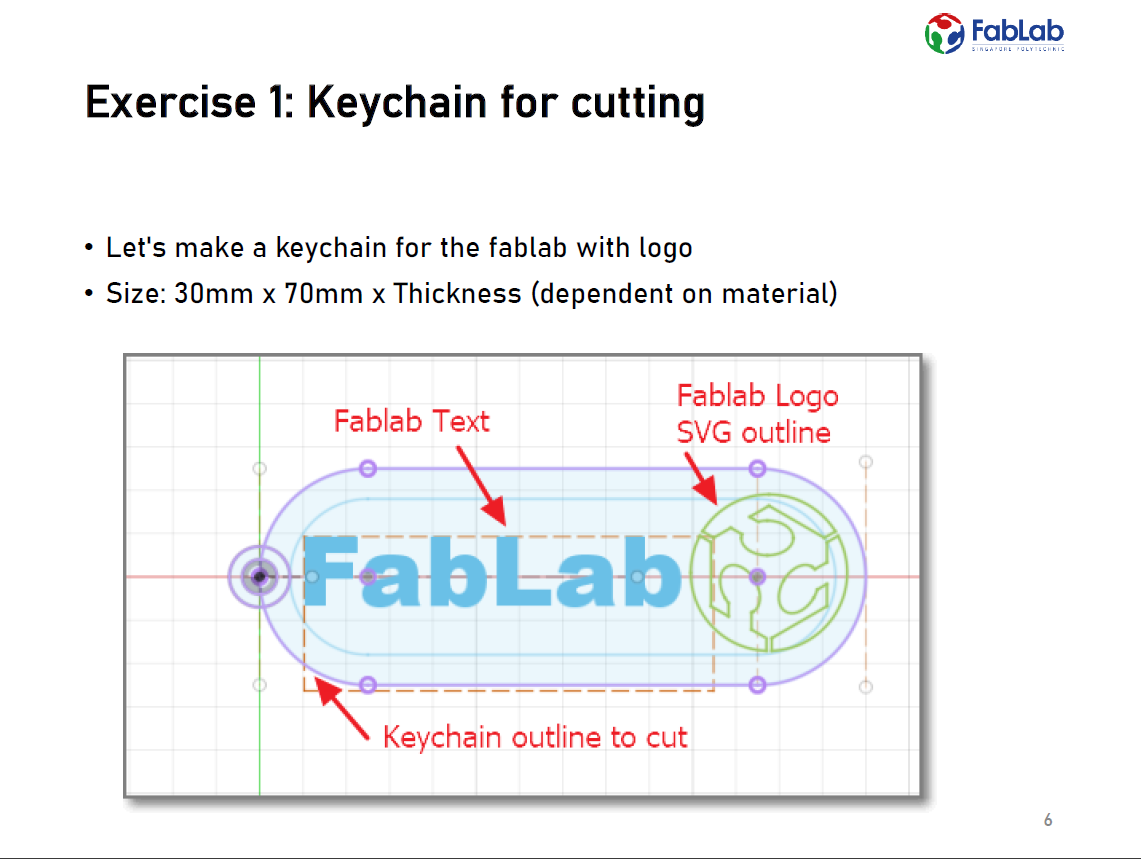 FabLab
SINGAPORE POLYTECHNIC
Exercise 1: Keychain for cutting
• Let's make a keychain for the fablab with logo
• Size: 30mm x 70mm x Thickness (dependent on material)
Fablab Text
Fablab Logo
SVG outline
FabLab
Keychain outline to cut
6